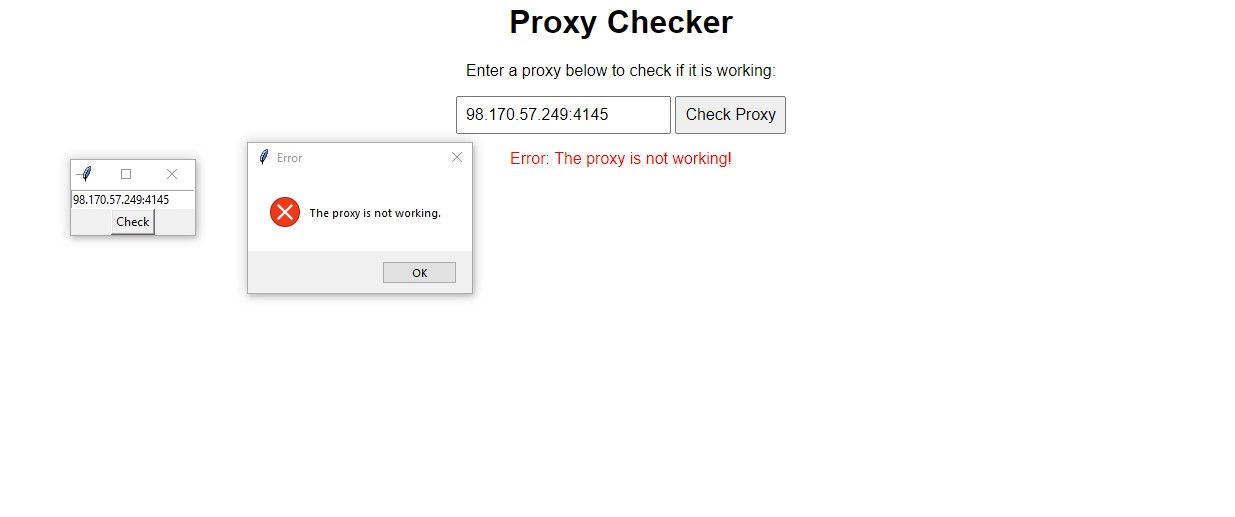 Proxy Checker
Enter a proxy below to check if it is working:
98.170.57.249:4145
Check Proxy
Error: The proxy is not working!
98.170.57.249:4145
Check
Error
The proxy is not working.
OK